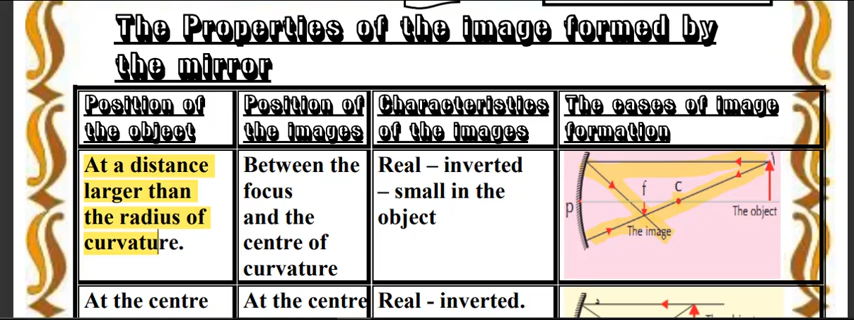 The Properties of the image formed by
the mirror
Position of
the object
Position of
the images
Characteristics
of the images
The cases of image
formation
At a distance
larger than
the radius of
curvature.
Between the
focus
and the
centre of
curvature
Real – inverted
– small in the
object
p
f
c
The image
The object
At the centre
At the centre
Real - inverted.